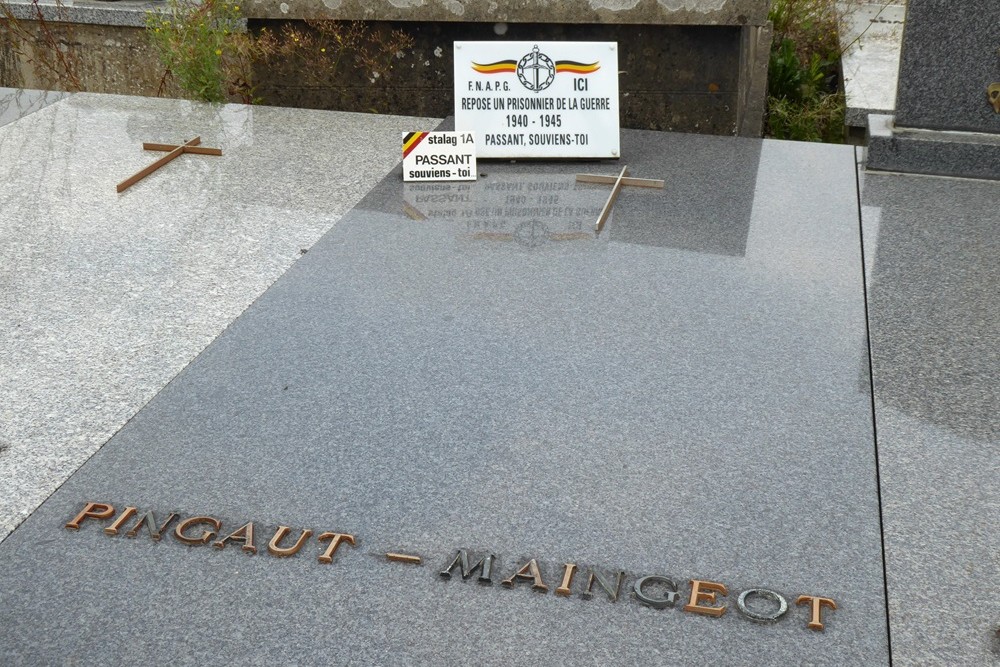 F.N.A.P.G. ICI
REPOSE UN PRISONNIER DE LA GUERRE
1940 - 1945
PASSANT, SOUVIENS-TOI
stalag 1A
PASSANT
souviens-toi
PINGAUT - MAINGEOT